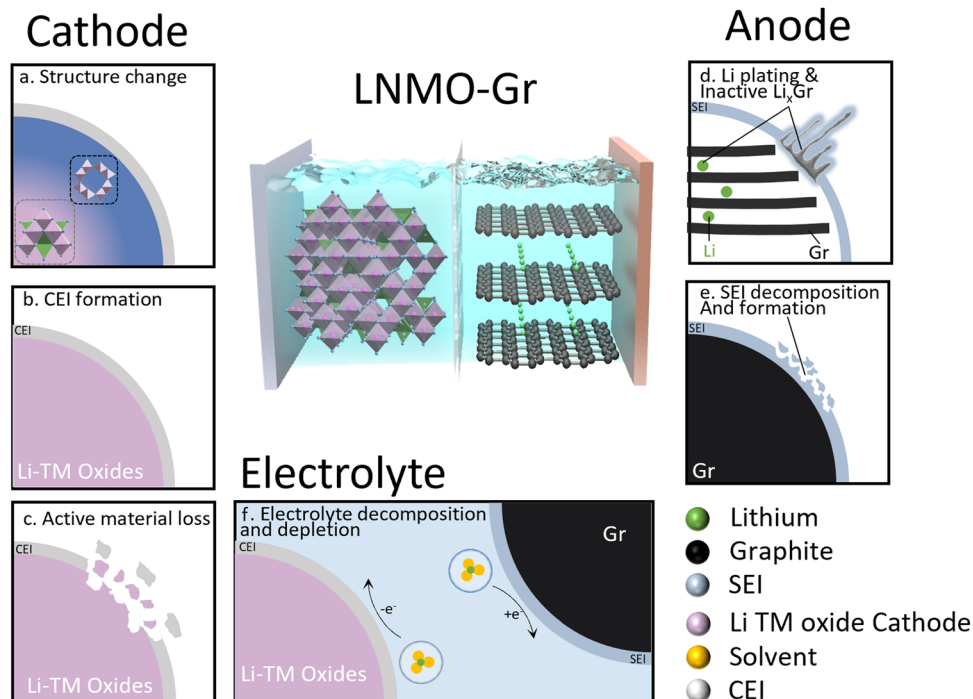 Cathode
Anode
LNMO-Gr
a. Structure change
b. CEI formation
CEI
Li-TM Oxides
c. Active material loss
CEI
Li-TM Oxides
d. Li plating &
Inactive LiₓGr
SEI
Li
Gr
e. SEI decomposition
And formation
SEI
Gr
Electrolyte
f. Electrolyte decomposition
and depletion
CEI
Gr
-e⁻
+e⁻
SEI
Li-TM Oxides
Lithium
Graphite
SEI
Li TM oxide Cathode
Solvent
CEI